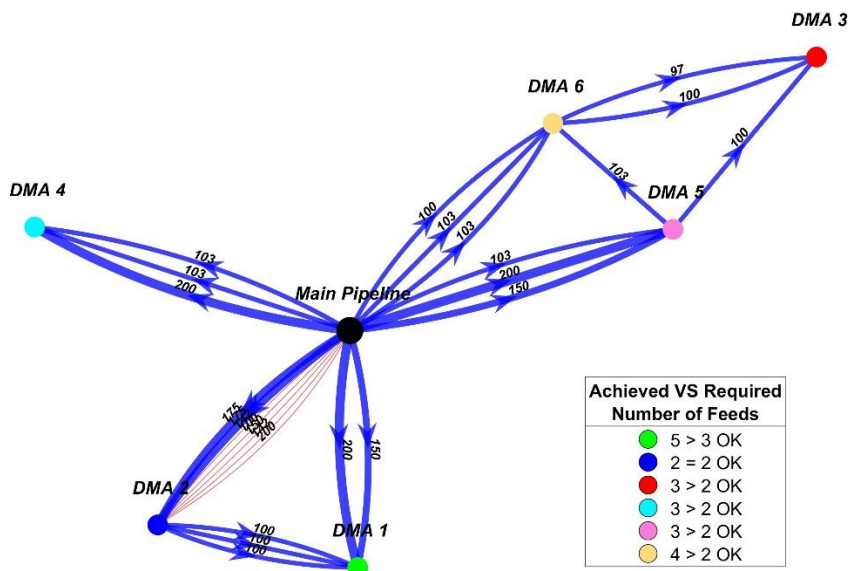 DMA 3
97
DMA 6
100
100
103
DMA 5
DMA 4
100
103
103
103
200
150
103
103
200
Main Pipeline
175
200
200
150
DMA 2
100
100
100
DMA 1
Achieved VS Required
Number of Feeds
5 > 3 OK
2 = 2 OK
3 > 2 OK
3 > 2 OK
3 > 2 OK
4 > 2 OK